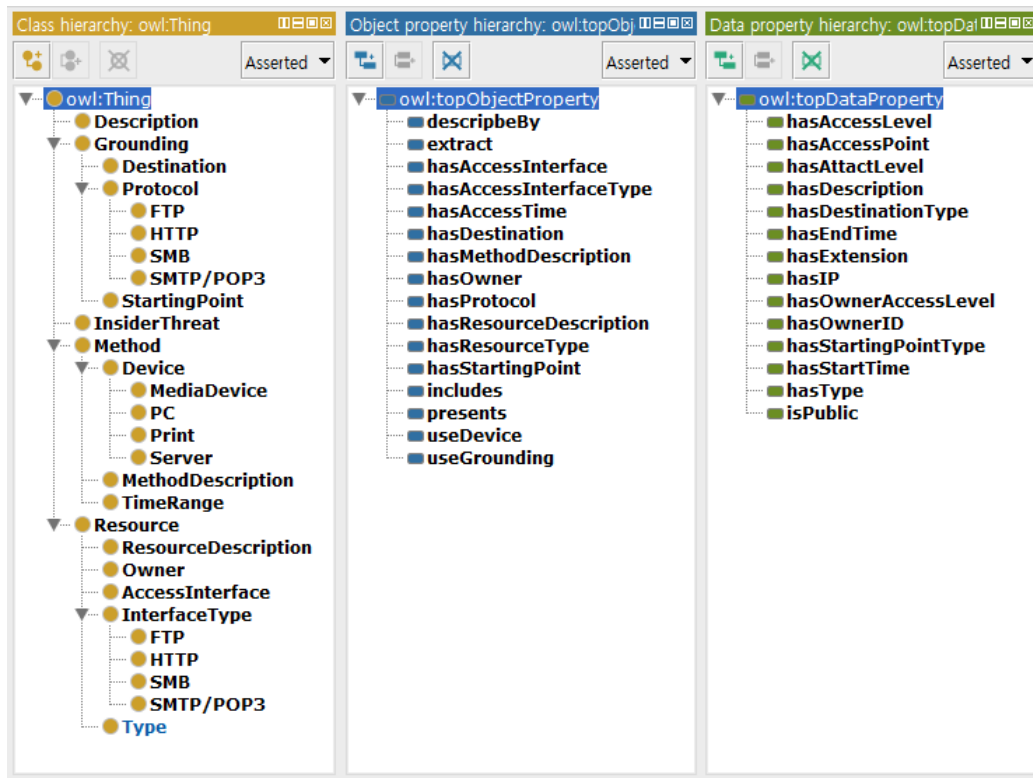 Class hierarchy: owl:Thing
Asserted
owl:Thing
Description
Grounding
Destination
Protocol
FTP
HTTP
SMB
SMTP/POP3
StartingPoint
InsiderThreat
Method
Device
MediaDevice
PC
Print
Server
MethodDescription
TimeRange
Resource
ResourceDescription
Owner
AccessInterface
InterfaceType
FTP
HTTP
SMB
SMTP/POP3
Type
Object property hierarchy: owl:topObj
Asserted
owl:topObjectProperty
descripbeBy
extract
hasAccessInterface
hasAccessInterfaceType
hasAccessTime
hasDestination
hasMethodDescription
hasOwner
hasProtocol
hasResourceDescription
hasResourceType
hasStartingPoint
includes
presents
useDevice
useGrounding
Data property hierarchy: owl:topDat
Asserted
owl:topDataProperty
hasAccessLevel
hasAccessPoint
hasAttactLevel
hasDescription
hasDestinationType
hasEndTime
hasExtension
hasIP
hasOwnerAccessLevel
hasOwnerID
hasStartingPointType
hasStartTime
hasType
isPublic